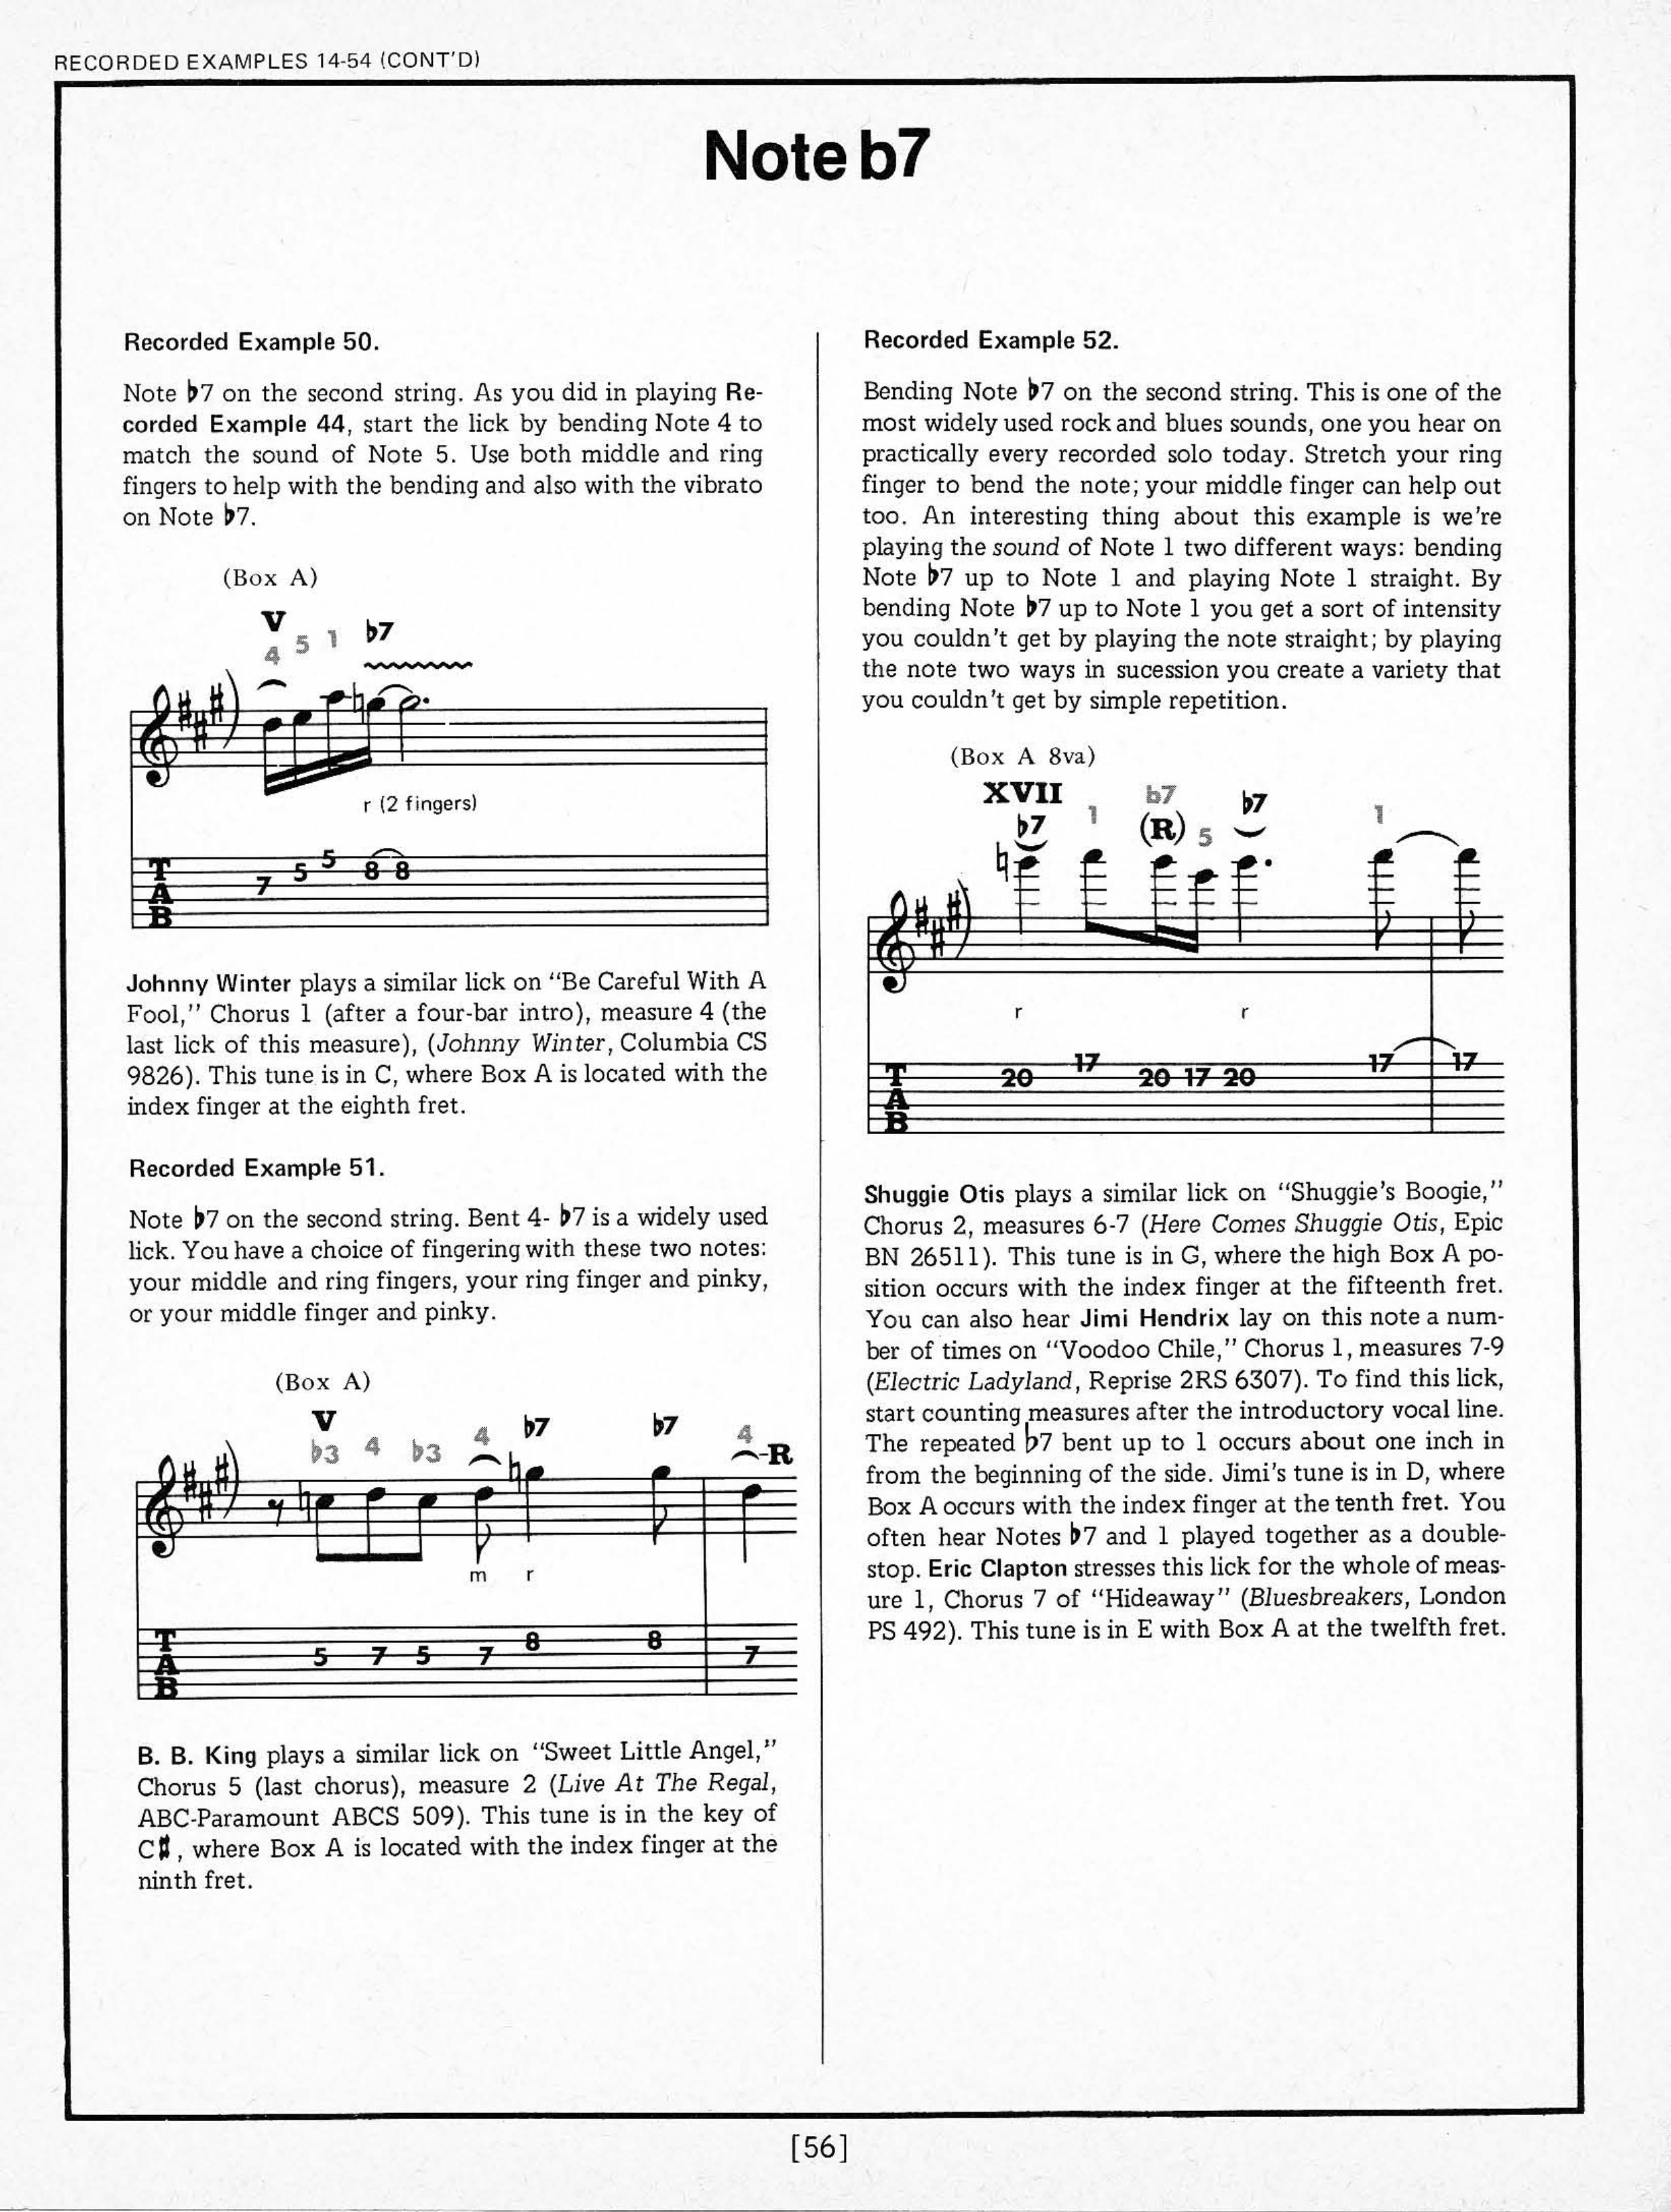 RECORDED EXAMPLES 14-54 (CONT'D)
Note b7
Recorded Example 50.
Note ♭7 on the second string. As you did in playing Re-
corded Example 44, start the lick by bending Note 4 to
match the sound of Note 5. Use both middle and ring
fingers to help with the bending and also with the vibrato
on Note ♭7.
(Box A)
V
4 5 1 ♭7
r (2 fingers)
T
A
B
7 5 5 8 8
Johnny Winter plays a similar lick on "Be Careful With A
Fool," Chorus 1 (after a four-bar intro), measure 4 (the
last lick of this measure), (Johnny Winter, Columbia CS
9826). This tune is in C, where Box A is located with the
index finger at the eighth fret.
Recorded Example 51.
Note ♭7 on the second string. Bent 4- ♭7 is a widely used
lick. You have a choice of fingering with these two notes:
your middle and ring fingers, your ring finger and pinky,
or your middle finger and pinky.
(Box A)
V
♭3 4 ♭3 4 ♭7 ♭7 4
-R
m r
T
A
B
5 7 5 7 8 8 7
B. B. King plays a similar lick on "Sweet Little Angel,"
Chorus 5 (last chorus), measure 2 (Live At The Regal,
ABC-Paramount ABCS 509). This tune is in the key of
C♯, where Box A is located with the index finger at the
ninth fret.
Recorded Example 52.
Bending Note ♭7 on the second string. This is one of the
most widely used rock and blues sounds, one you hear on
practically every recorded solo today. Stretch your ring
finger to bend the note; your middle finger can help out
too. An interesting thing about this example is we're
playing the sound of Note 1 two different ways: bending
Note ♭7 up to Note 1 and playing Note 1 straight. By
bending Note ♭7 up to Note 1 you get a sort of intensity
you couldn't get by playing the note straight; by playing
the note two ways in sucession you create a variety that
you couldn't get by simple repetition.
(Box A 8va)
XVII
♭7 1 b7 (R) 5 ♭7 1
r r
T
A
B
20 17 20 17 20 17 17
Shuggie Otis plays a similar lick on "Shuggie's Boogie,"
Chorus 2, measures 6-7 (Here Comes Shuggie Otis, Epic
BN 26511). This tune is in G, where the high Box A po-
sition occurs with the index finger at the fifteenth fret.
You can also hear Jimi Hendrix lay on this note a num-
ber of times on "Voodoo Chile," Chorus 1, measures 7-9
(Electric Ladyland, Reprise 2RS 6307). To find this lick,
start counting measures after the introductory vocal line.
The repeated ♭7 bent up to 1 occurs about one inch in
from the beginning of the side. Jimi's tune is in D, where
Box A occurs with the index finger at the tenth fret. You
often hear Notes ♭7 and 1 played together as a double-
stop. Eric Clapton stresses this lick for the whole of meas-
ure 1, Chorus 7 of "Hideaway" (Bluesbreakers, London
PS 492). This tune is in E with Box A at the twelfth fret.
[56]